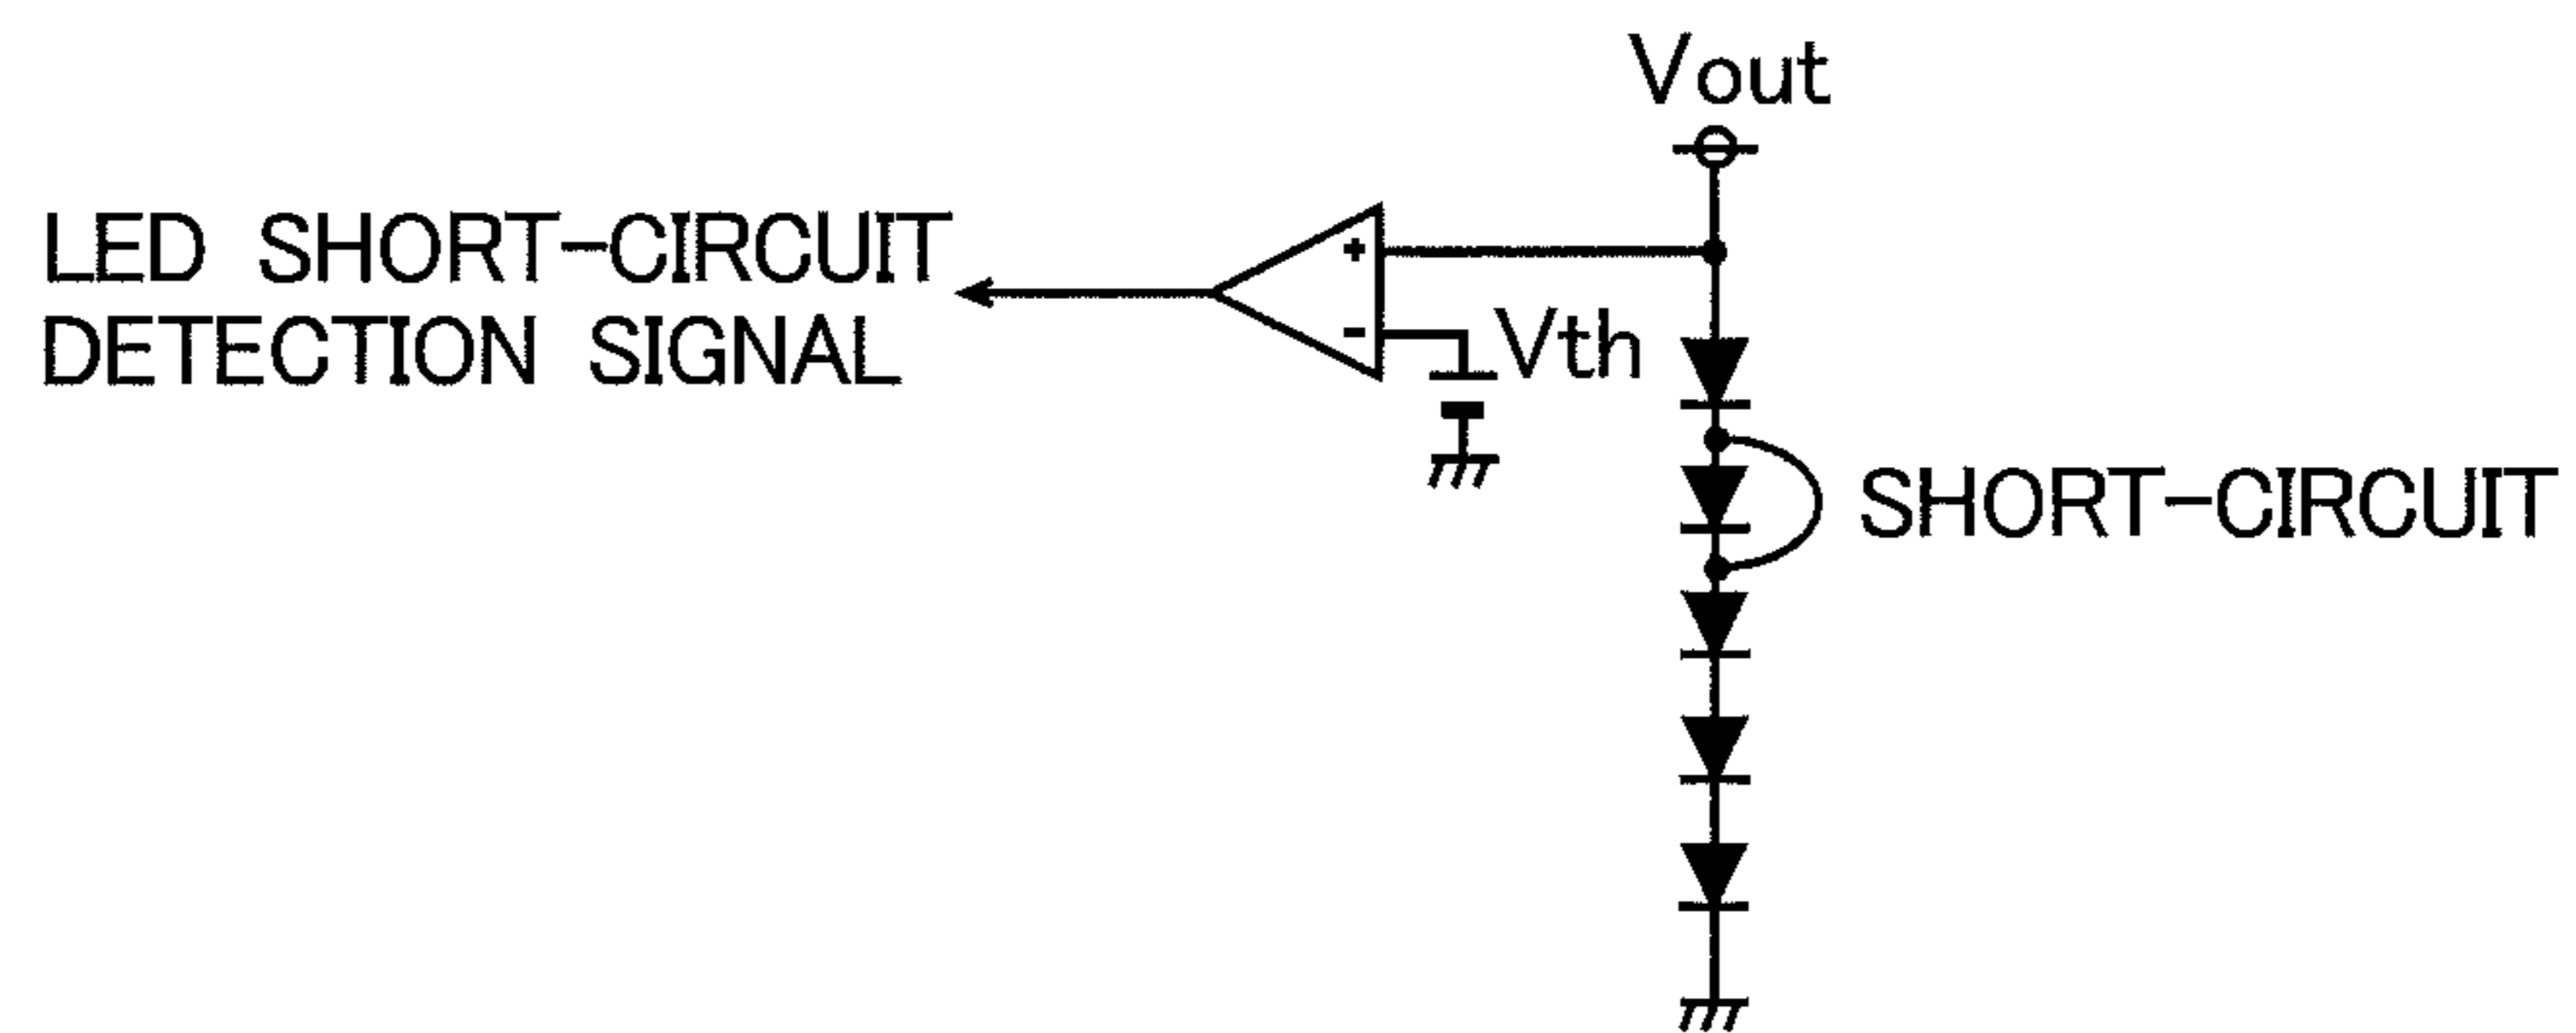 Vout
LED SHORT-CIRCUIT
DETECTION SIGNAL
+
-
Vth
SHORT-CIRCUIT